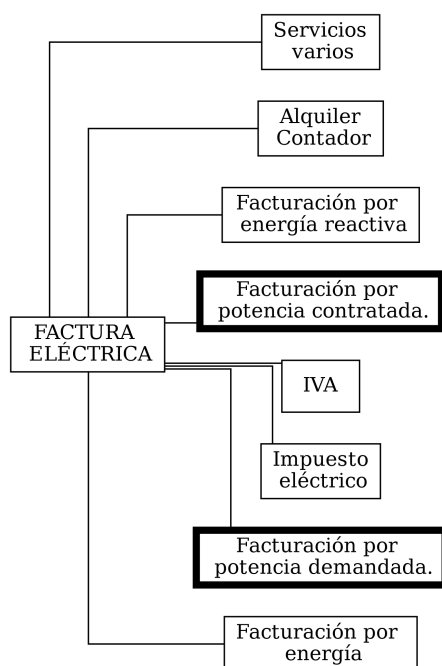 Servicios
varios
Alquiler
Contador
Facturación por
energía reactiva
Facturación por
potencia contratada.
FACTURA
ELÉCTRICA
IVA
Impuesto
eléctrico
Facturación por
potencia demandada.
Facturación por
energía